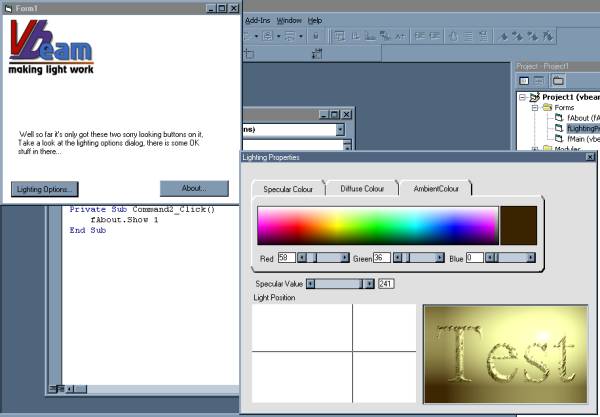 Form1
Vbeam
making light work
Well so far it's only got these two sorry looking buttons on it,
Take a look at the lighting options dialog, there is some OK
stuff in there...
Lighting Options...
About...
Add-Ins Window Help
Project - Project1
Project1 (vbeam
Forms
fAbout (fA
fLightingPr
fMain (vbe
Modules
ns)
Private Sub Command2_Click()
fAbout.Show 1
End Sub
Lighting Properties
Specular Colour Diffuse Colour AmbientColour
Red 58 Green 36 Blue 0
Specular Value 241
Light Position
Test